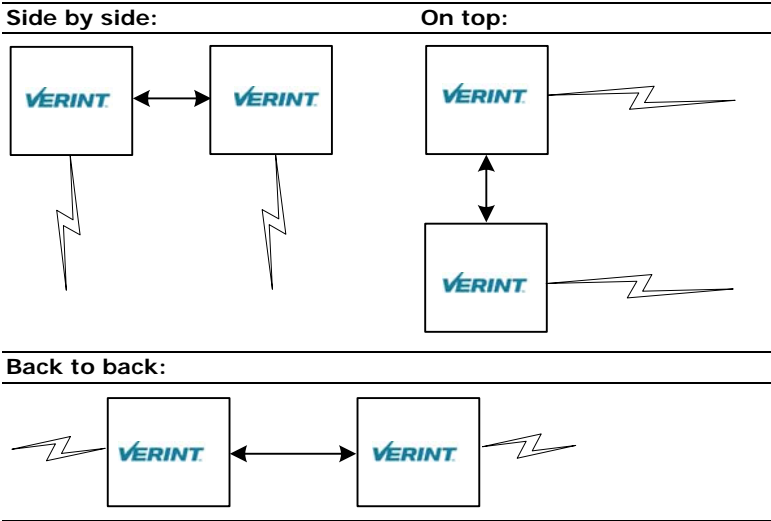 Side by side:
On top:
VERINT.
VERINT.
VERINT.
VERINT.
Back to back:
VERINT.
VERINT.